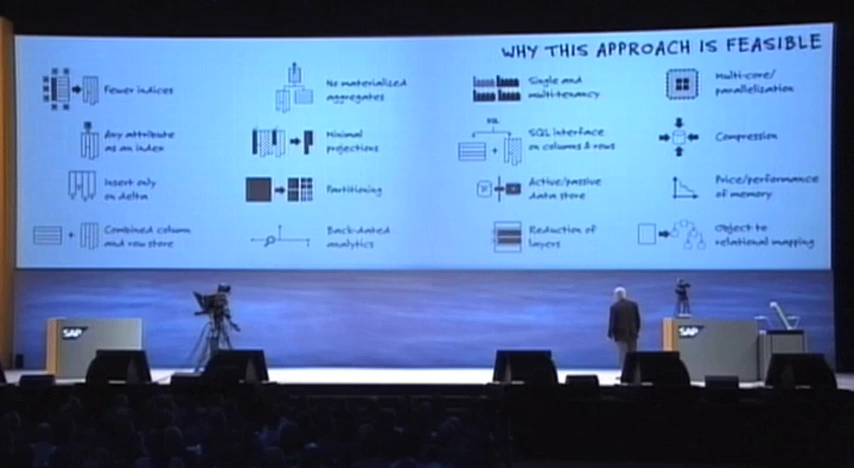 WHY THIS APPROACH IS FEASIBLE
Fewer indices
No materialized
aggregates
Single and
multi-tenancy
Multi-core/
parallelization
Any attribute
as an index
Minimal
projections
SQL
SQL interface
on columns & rows
Compression
Insert only
on delta
Partitioning
Active/passive
data store
Price/performance
of memory
Combined column
and row store
Back-dated
analytics
Reduction of
layers
Object to
relational mapping
SAP
SAP